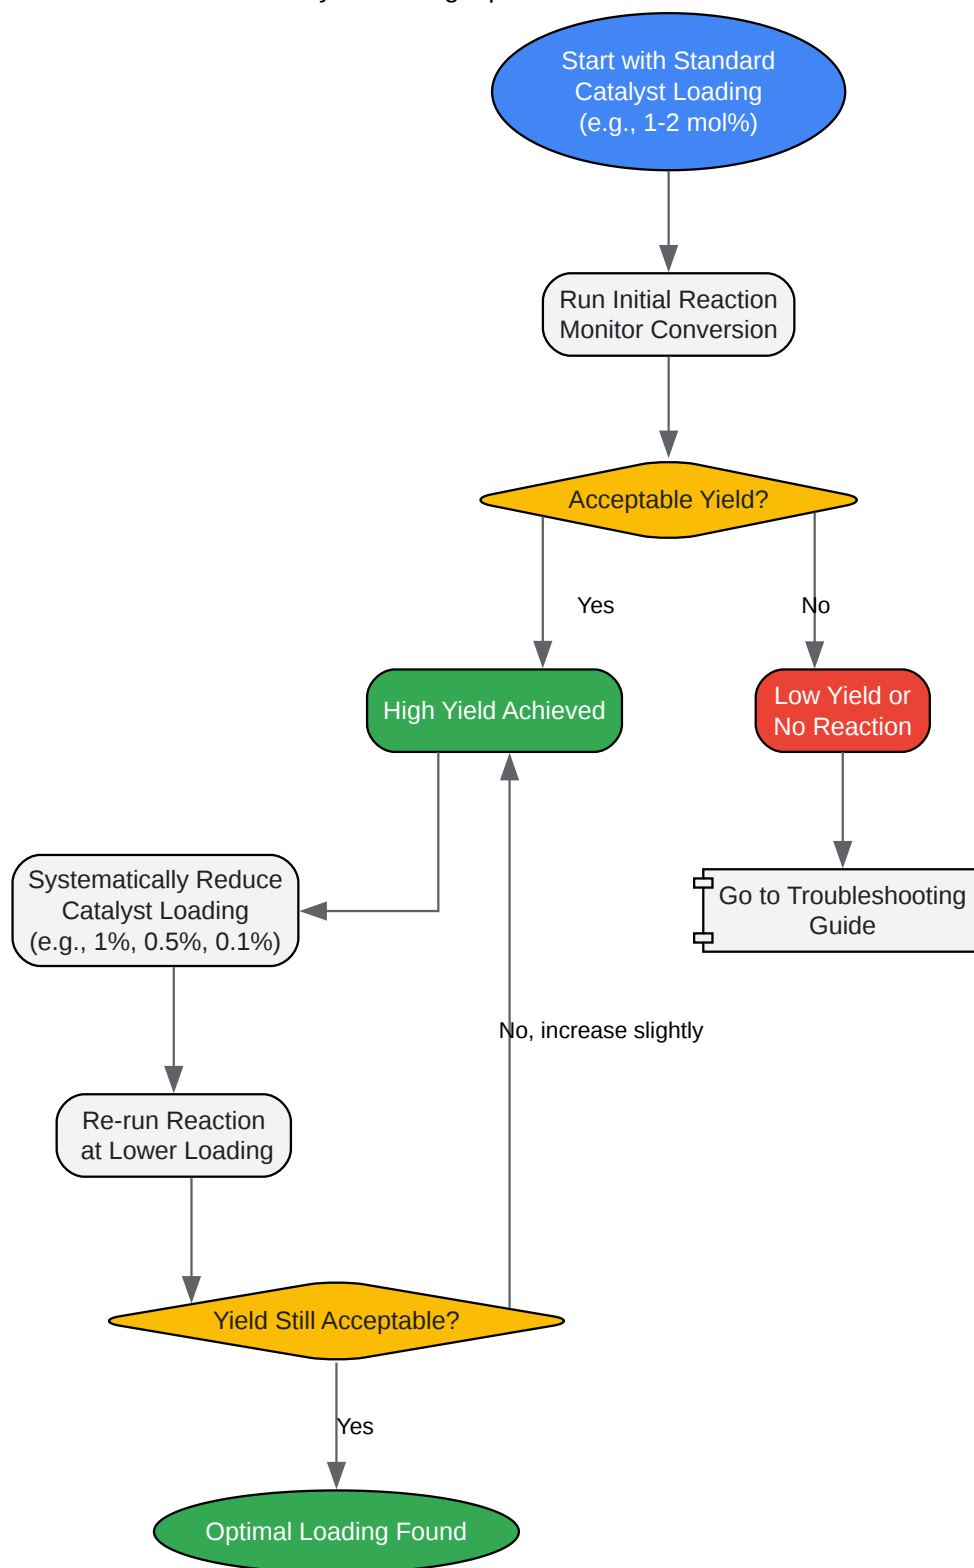 Start with Standard
Catalyst Loading
(e.g., 1-2 mol%)
Run Initial Reaction
Monitor Conversion
Acceptable Yield?
Yes
No
High Yield Achieved
Low Yield or
No Reaction
Systematically Reduce
Catalyst Loading
(e.g., 1%, 0.5%, 0.1%)
Go to Troubleshooting
Guide
No, increase slightly
Re-run Reaction
at Lower Loading
Yield Still Acceptable?
Yes
Optimal Loading Found